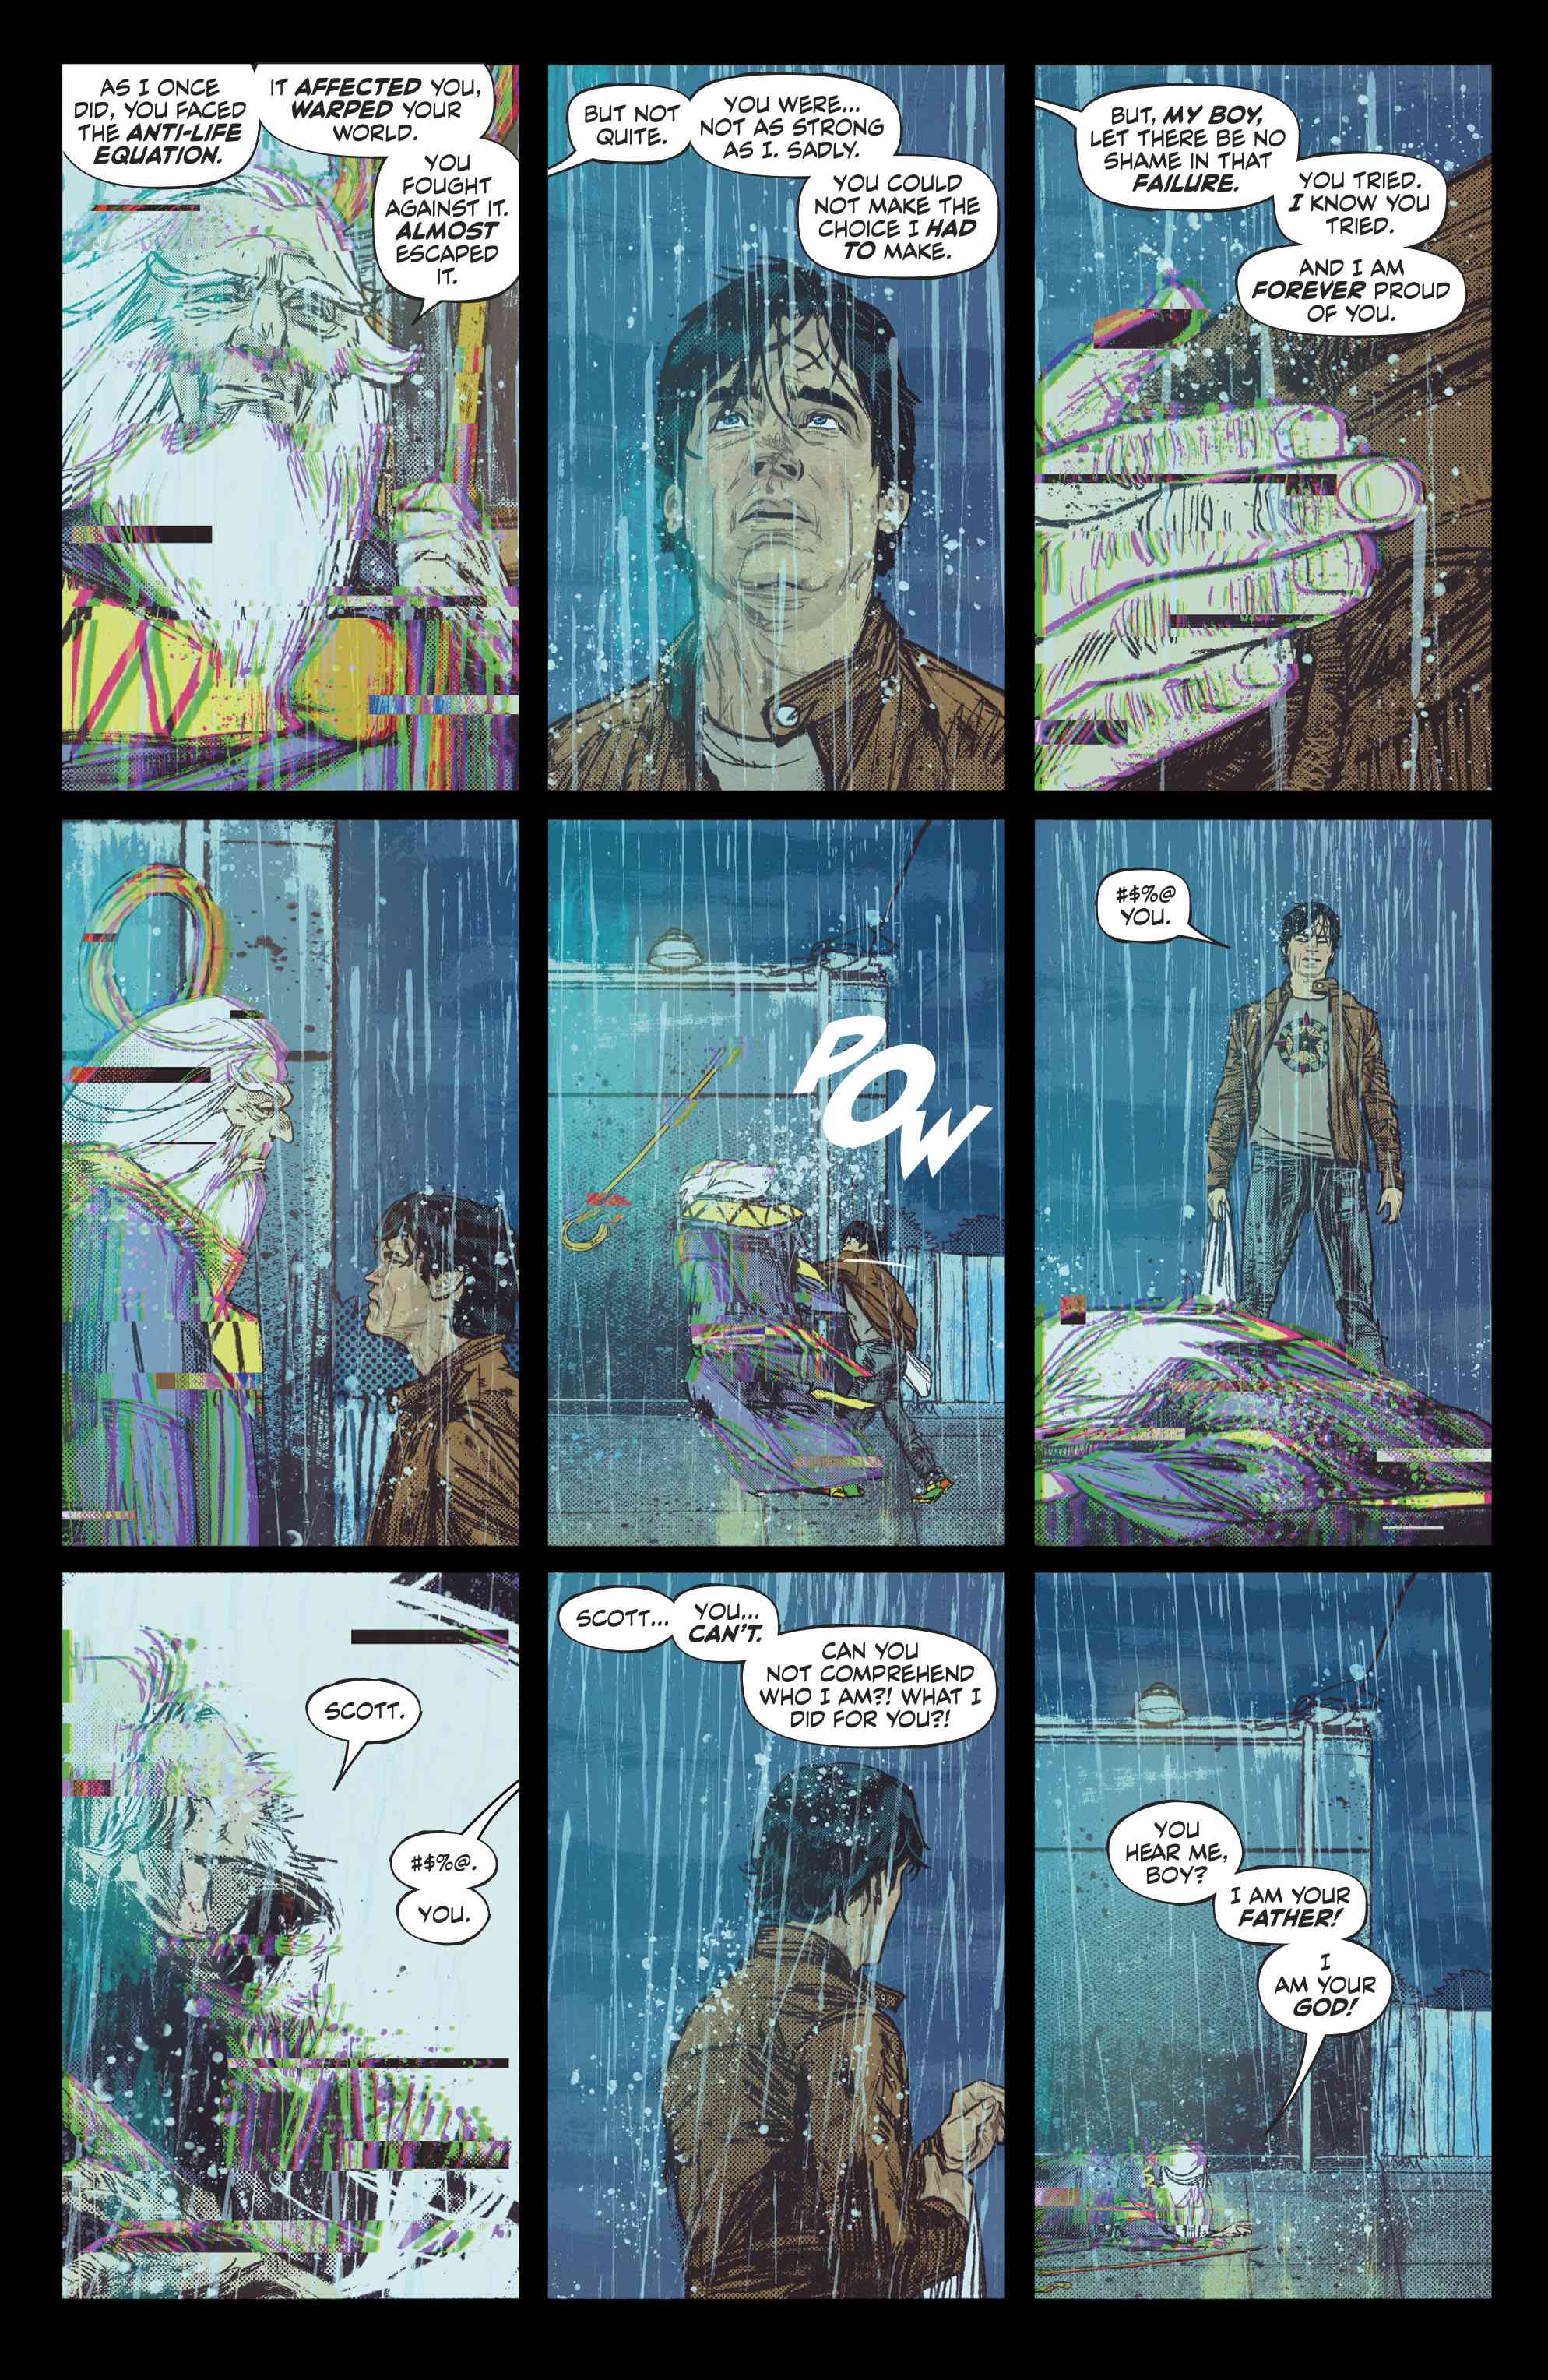 AS I ONCE
DID, YOU FACED
THE ANTI-LIFE
EQUATION.
IT AFFECTED YOU,
WARPED YOUR
WORLD.
YOU
FOUGHT
AGAINST IT.
ALMOST
ESCAPED
IT.
BUT NOT
QUITE.
YOU WERE...
NOT AS STRONG
AS I. SADLY.
YOU COULD
NOT MAKE THE
CHOICE I HAD
TO MAKE.
BUT, MY BOY,
LET THERE BE NO
SHAME IN THAT
FAILURE.
YOU TRIED.
I KNOW YOU
TRIED.
AND I AM
FOREVER PROUD
OF YOU.
POW
#$%@
YOU.
SCOTT.
#$%@.
YOU.
SCOTT...
YOU...
CAN'T.
CAN YOU
NOT COMPREHEND
WHO I AM?! WHAT I
DID FOR YOU?!
YOU
HEAR ME,
BOY?
I AM YOUR
FATHER!
I
AM YOUR
GOD!